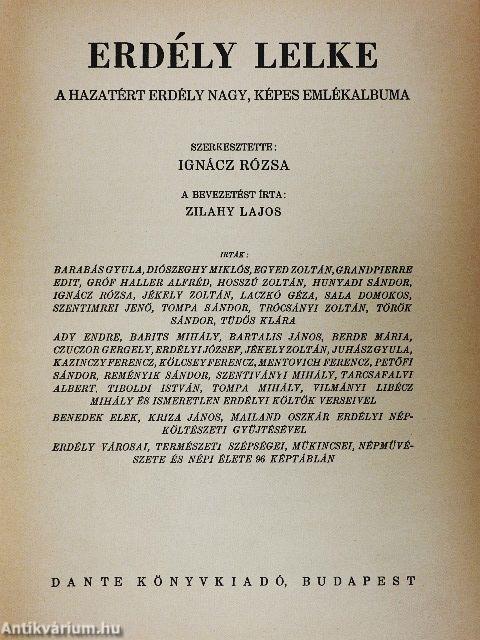 ERDÉLY LELKE
A HAZATÉRT ERDÉLY NAGY, KÉPES EMLÉKALBUMA
SZERKESZTETTE:
IGNÁCZ RÓZSA
A BEVEZETÉST ÍRTA:
ZILAHY LAJOS
IRTÁK:
BARABÁS GYULA, DIÓSZEGHY MIKLÓS, EGYED ZOLTÁN, GRANDPIERRE
EDIT, GRÓF HALLER ALFRÉD, HOSSZÚ ZOLTÁN, HUNYADI SÁNDOR,
IGNÁCZ RÓZSA, JÉKELY ZOLTÁN, LACZKÓ GÉZA, SALA DOMOKOS,
SZENTIMREI JENŐ, TOMPA SÁNDOR, TRÓCSÁNYI ZOLTÁN, TÖRÖK
SÁNDOR, TÜDŐS KLÁRA
ADY ENDRE, BABITS MIHÁLY, BARTALIS JÁNOS, BERDE MÁRIA,
CZUCZOR GERGELY, ERDÉLYI JÓZSEF, JÉKELY ZOLTÁN, JUHÁSZ GYULA,
KAZINCZY FERENCZ, KÖLCSEY FERENCZ, MENTOVICH FERENCZ, PETŐFI
SÁNDOR, REMÉNYIK SÁNDOR, SZENTIVÁNYI MIHÁLY, TARCSAFALVI
ALBERT, TIBOLDI ISTVÁN, TOMPA MIHÁLY, VILMÁNYI LIBÉCZ
MIHÁLY ÉS ISMERETLEN ERDÉLYI KÖLTŐK VERSEIVEL
BENEDEK ELEK, KRIZA JÁNOS, MAILAND OSZKÁR ERDÉLYI NÉP-
KÖLTÉSZETI GYŰJTÉSÉVEL
ERDÉLY VÁROSAI, TERMÉSZETI SZÉPSÉGEI, MŰKINCSEI, NÉPMŰVÉ-
SZETE ÉS NÉPI ÉLETE 96 KÉPTÁBLÁN
DANTE KÖNYVKIADÓ, BUDAPEST
Antikvárium.hu